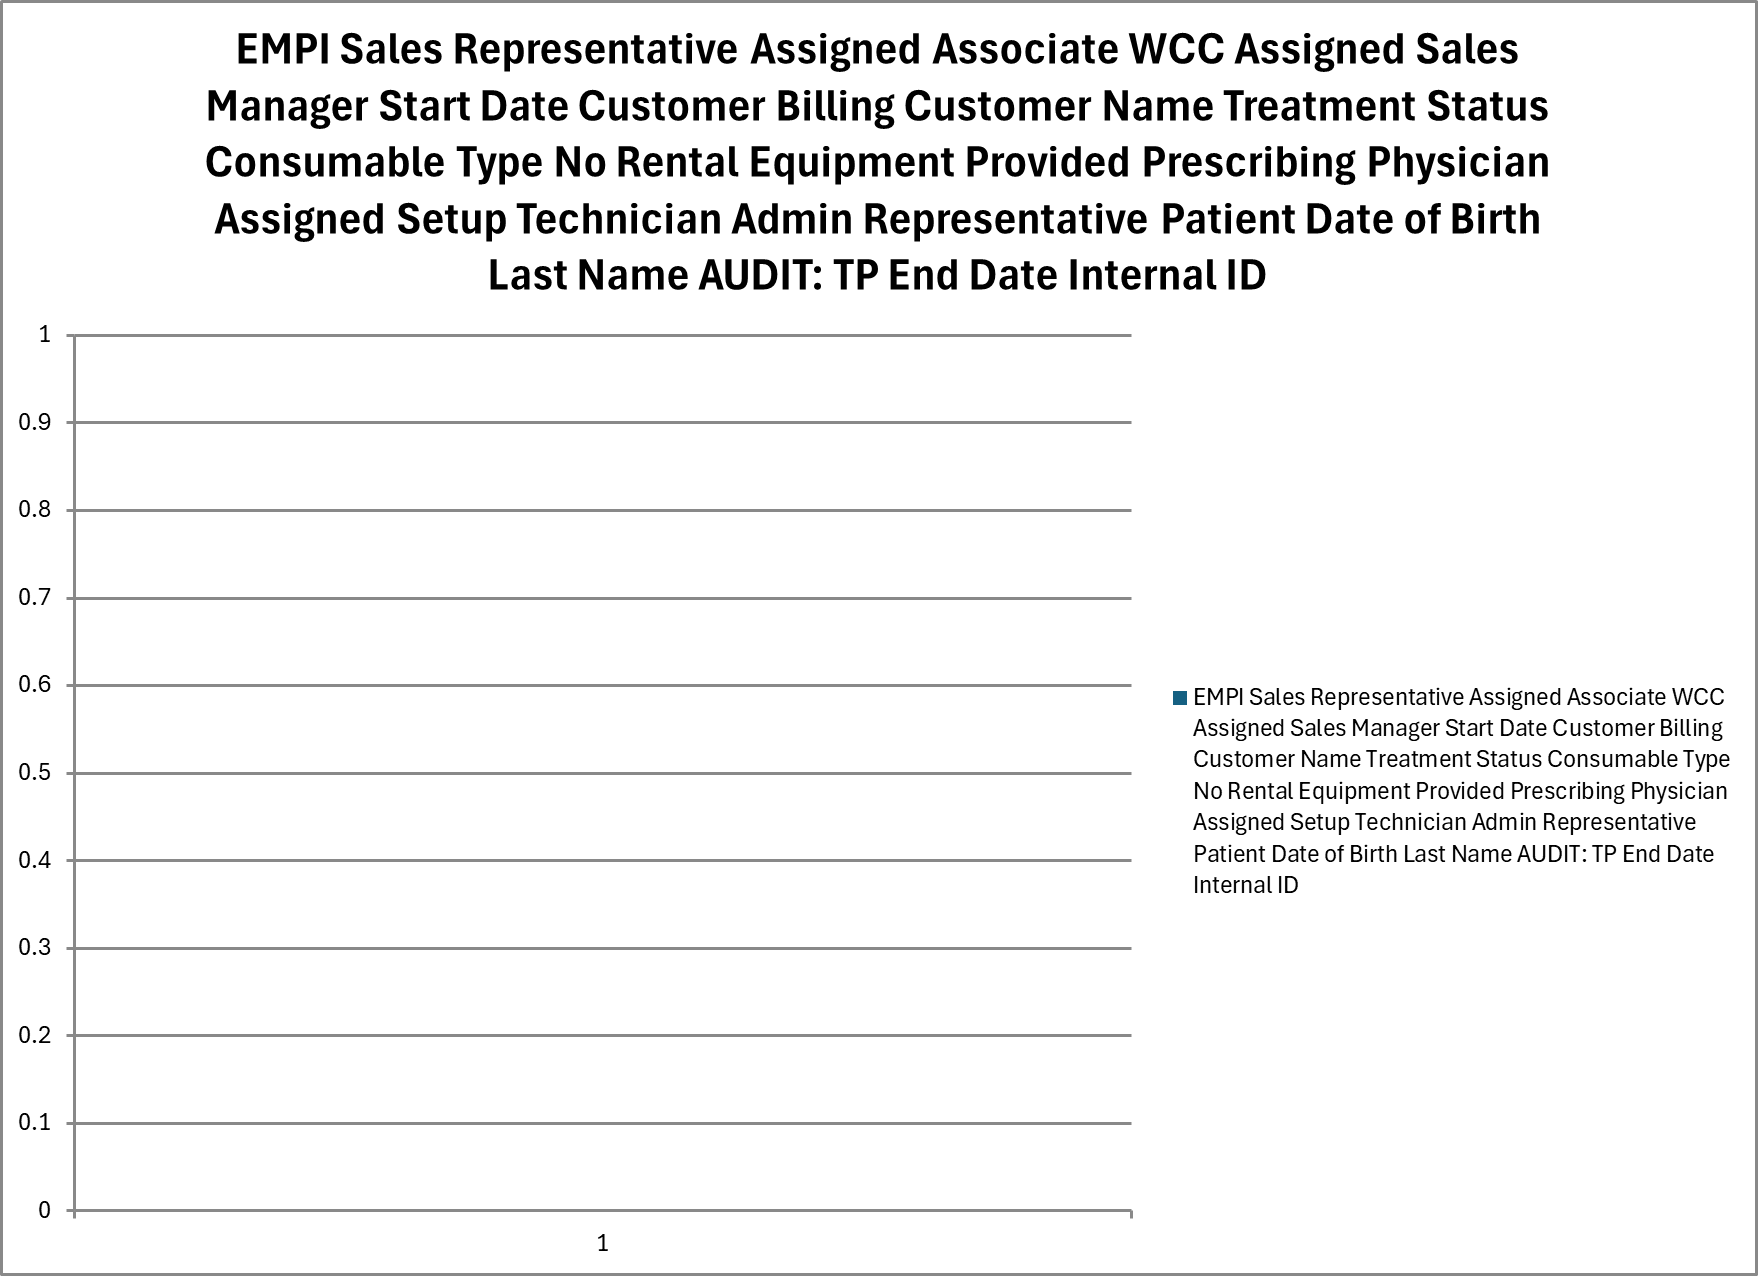 EMPI Sales Representative Assigned Associate WCC Assigned Sales
Manager Start Date Customer Billing Customer Name Treatment Status
Consumable Type No Rental Equipment Provided Prescribing Physician
Assigned Setup Technician Admin Representative Patient Date of Birth
Last Name AUDIT: TP End Date Internal ID
1
0.9
0.8
0.7
0.6
0.5
0.4
0.3
0.2
0.1
0
1
EMPI Sales Representative Assigned Associate WCC
Assigned Sales Manager Start Date Customer Billing
Customer Name Treatment Status Consumable Type
No Rental Equipment Provided Prescribing Physician
Assigned Setup Technician Admin Representative
Patient Date of Birth Last Name AUDIT: TP End Date
Internal ID